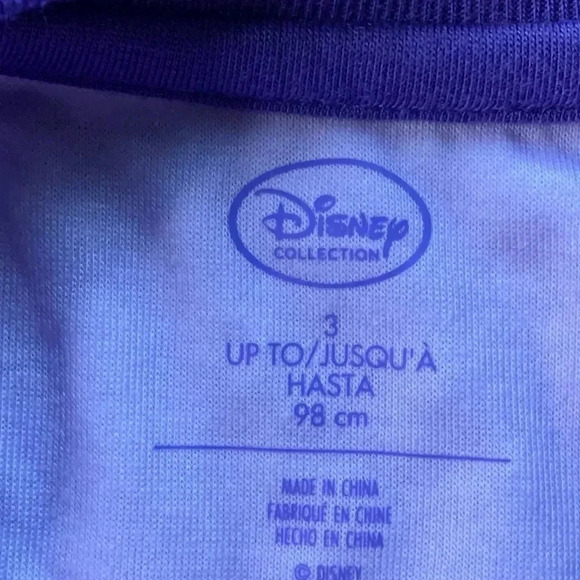 Disney
COLLECTION
3
UP TO/JUSQU'À
HASTA
98 cm
MADE IN CHINA
FABRIQUÉ EN CHINE
HECHO EN CHINA
© DISNEY